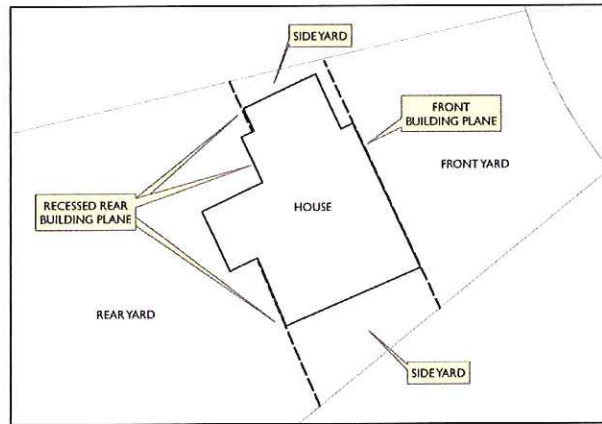 SIDE YARD
FRONT
BUILDING PLANE
FRONT YARD
RECESSED REAR
BUILDING PLANE
HOUSE
REAR YARD
SIDE YARD